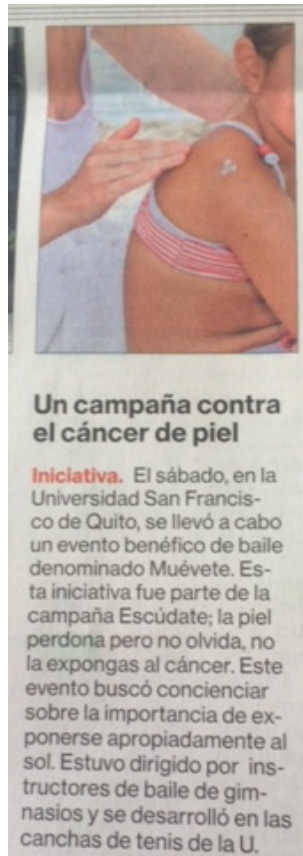 Un campaña contra
el cáncer de piel
Iniciativa. El sábado, en la
Universidad San Francis-
co de Quito, se llevó a cabo
un evento benéfico de baile
denominado Muévete. Es-
ta iniciativa fue parte de la
campaña Escúdate; la piel
perdona pero no olvida, no
la expongas al cáncer. Este
evento buscó concienciar
sobre la importancia de ex-
ponerse apropiadamente al
sol. Estuvo dirigido por ins-
tructores de baile de gim-
nasios y se desarrolló en las
canchas de tenis de la U.